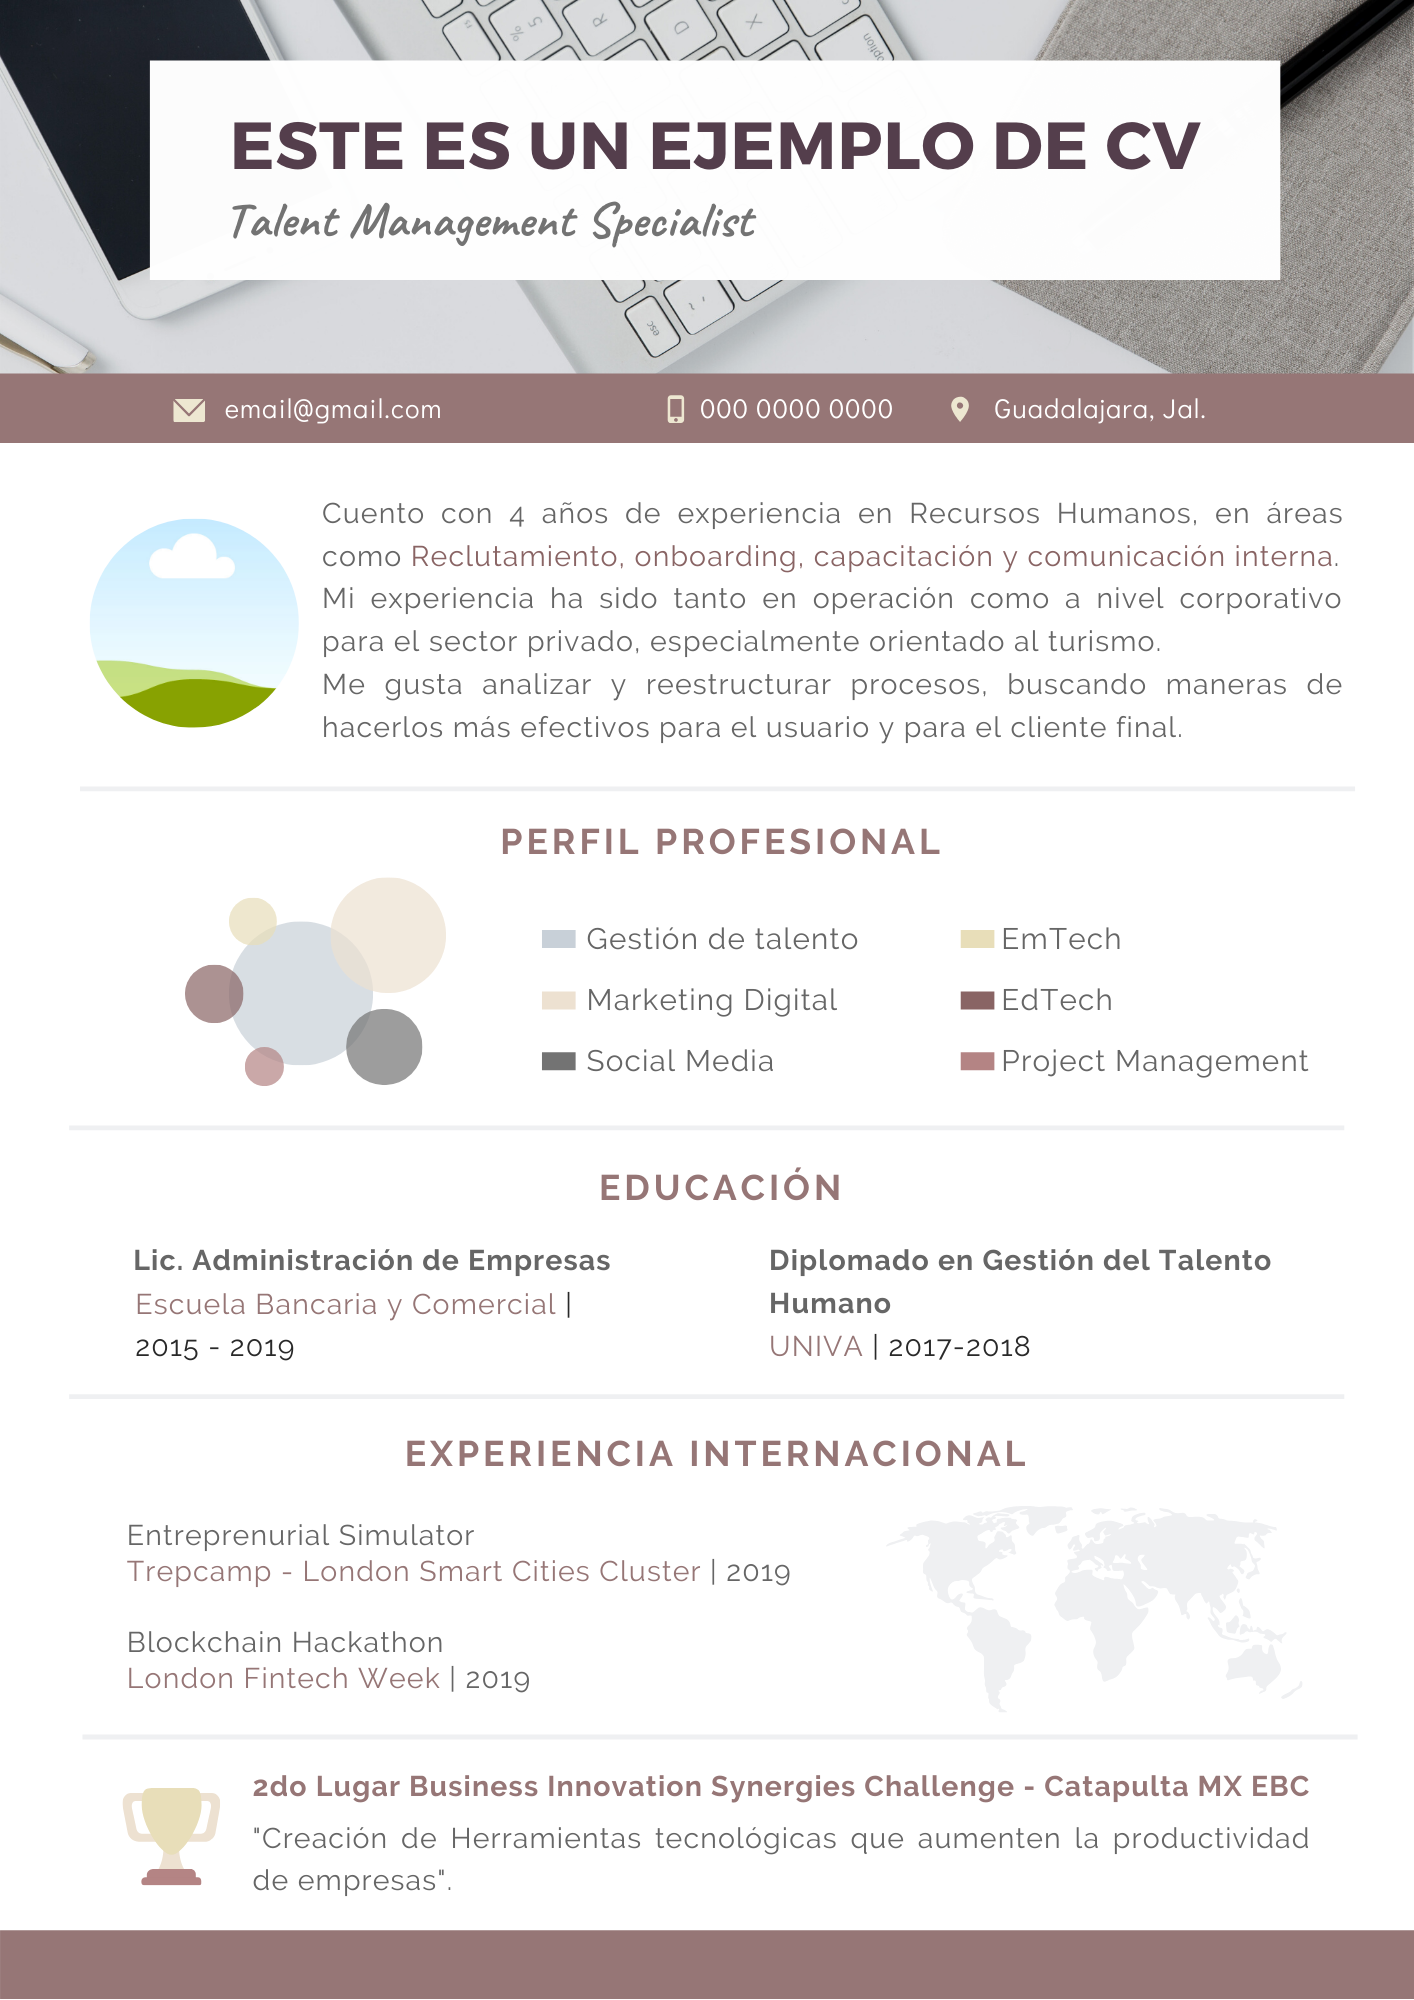 ESTE ES UN EJEMPLO DE CV
Talent Management Specialist
option
esc
email@gmail.com
000 0000 0000
Guadalajara, Jal.
Cuento con 4 años de experiencia en Recursos Humanos, en áreas
como Reclutamiento, onboarding, capacitación y comunicación interna.
Mi experiencia ha sido tanto en operación como a nivel corporativo
para el sector privado, especialmente orientado al turismo.
Me gusta analizar y reestructurar procesos, buscando maneras de
hacerlos más efectivos para el usuario y para el cliente final.
PERFIL PROFESIONAL
Gestión de talento
Marketing Digital
Social Media
EmTech
EdTech
Project Management
EDUCACIÓN
Lic. Administración de Empresas
Escuela Bancaria y Comercial |
2015 - 2019
Diplomado en Gestión del Talento
Humano
UNIVA | 2017-2018
EXPERIENCIA INTERNACIONAL
Entreprenurial Simulator
Trepcamp - London Smart Cities Cluster | 2019
Blockchain Hackathon
London Fintech Week | 2019
2do Lugar Business Innovation Synergies Challenge - Catapulta MX EBC
"Creación de Herramientas tecnológicas que aumenten la productividad
de empresas".